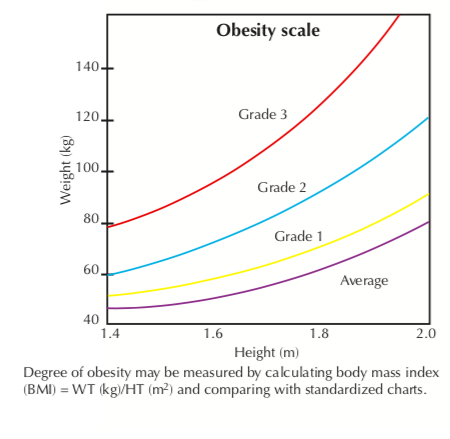 Obesity scale
140
Grade 3
120
Weight (kg)
100
Grade 2
80
Grade 1
60
Average
40
1.4 1.6 1.8 2.0
Height (m)
Degree of obesity may be measured by calculating body mass index
(BMI) = WT (kg)/HT (m²) and comparing with standardized charts.